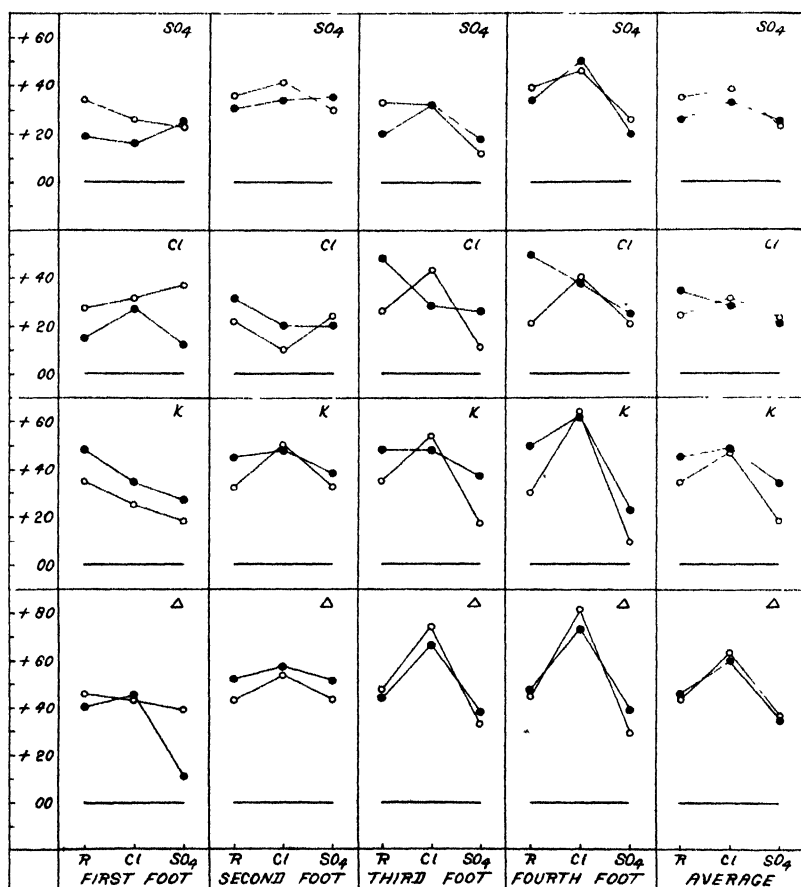 SO4 SO4 SO4 SO4 SO4
+ 60
+ 40
+ 20
00
Cl Cl Cl Cl Cl
+ 40
+ 20
00
K K K K K
+ 60
+ 40
+ 20
00
Δ Δ Δ Δ Δ
+ 80
+ 60
+ 40
+ 20
00
R Cl SO4 R Cl SO4 R Cl SO4 R Cl SO4 R Cl SO4
FIRST FOOT SECOND FOOT THIRD FOOT FOURTH FOOT AVERAGE